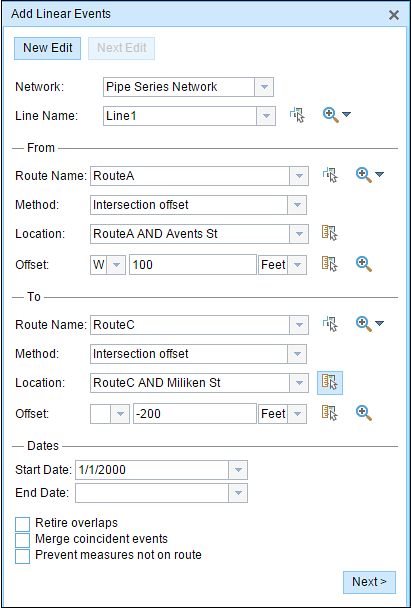 Add Linear Events
New Edit Next Edit
Network: Pipe Series Network
Line Name: Line1
From
Route Name: RouteA
Method: Intersection offset
Location: RouteA AND Avents St
Offset: W 100 Feet
To
Route Name: RouteC
Method: Intersection offset
Location: RouteC AND Miliken St
Offset: -200 Feet
Dates
Start Date: 1/1/2000
End Date:
Retire overlaps
Merge coincident events
Prevent measures not on route
Next >